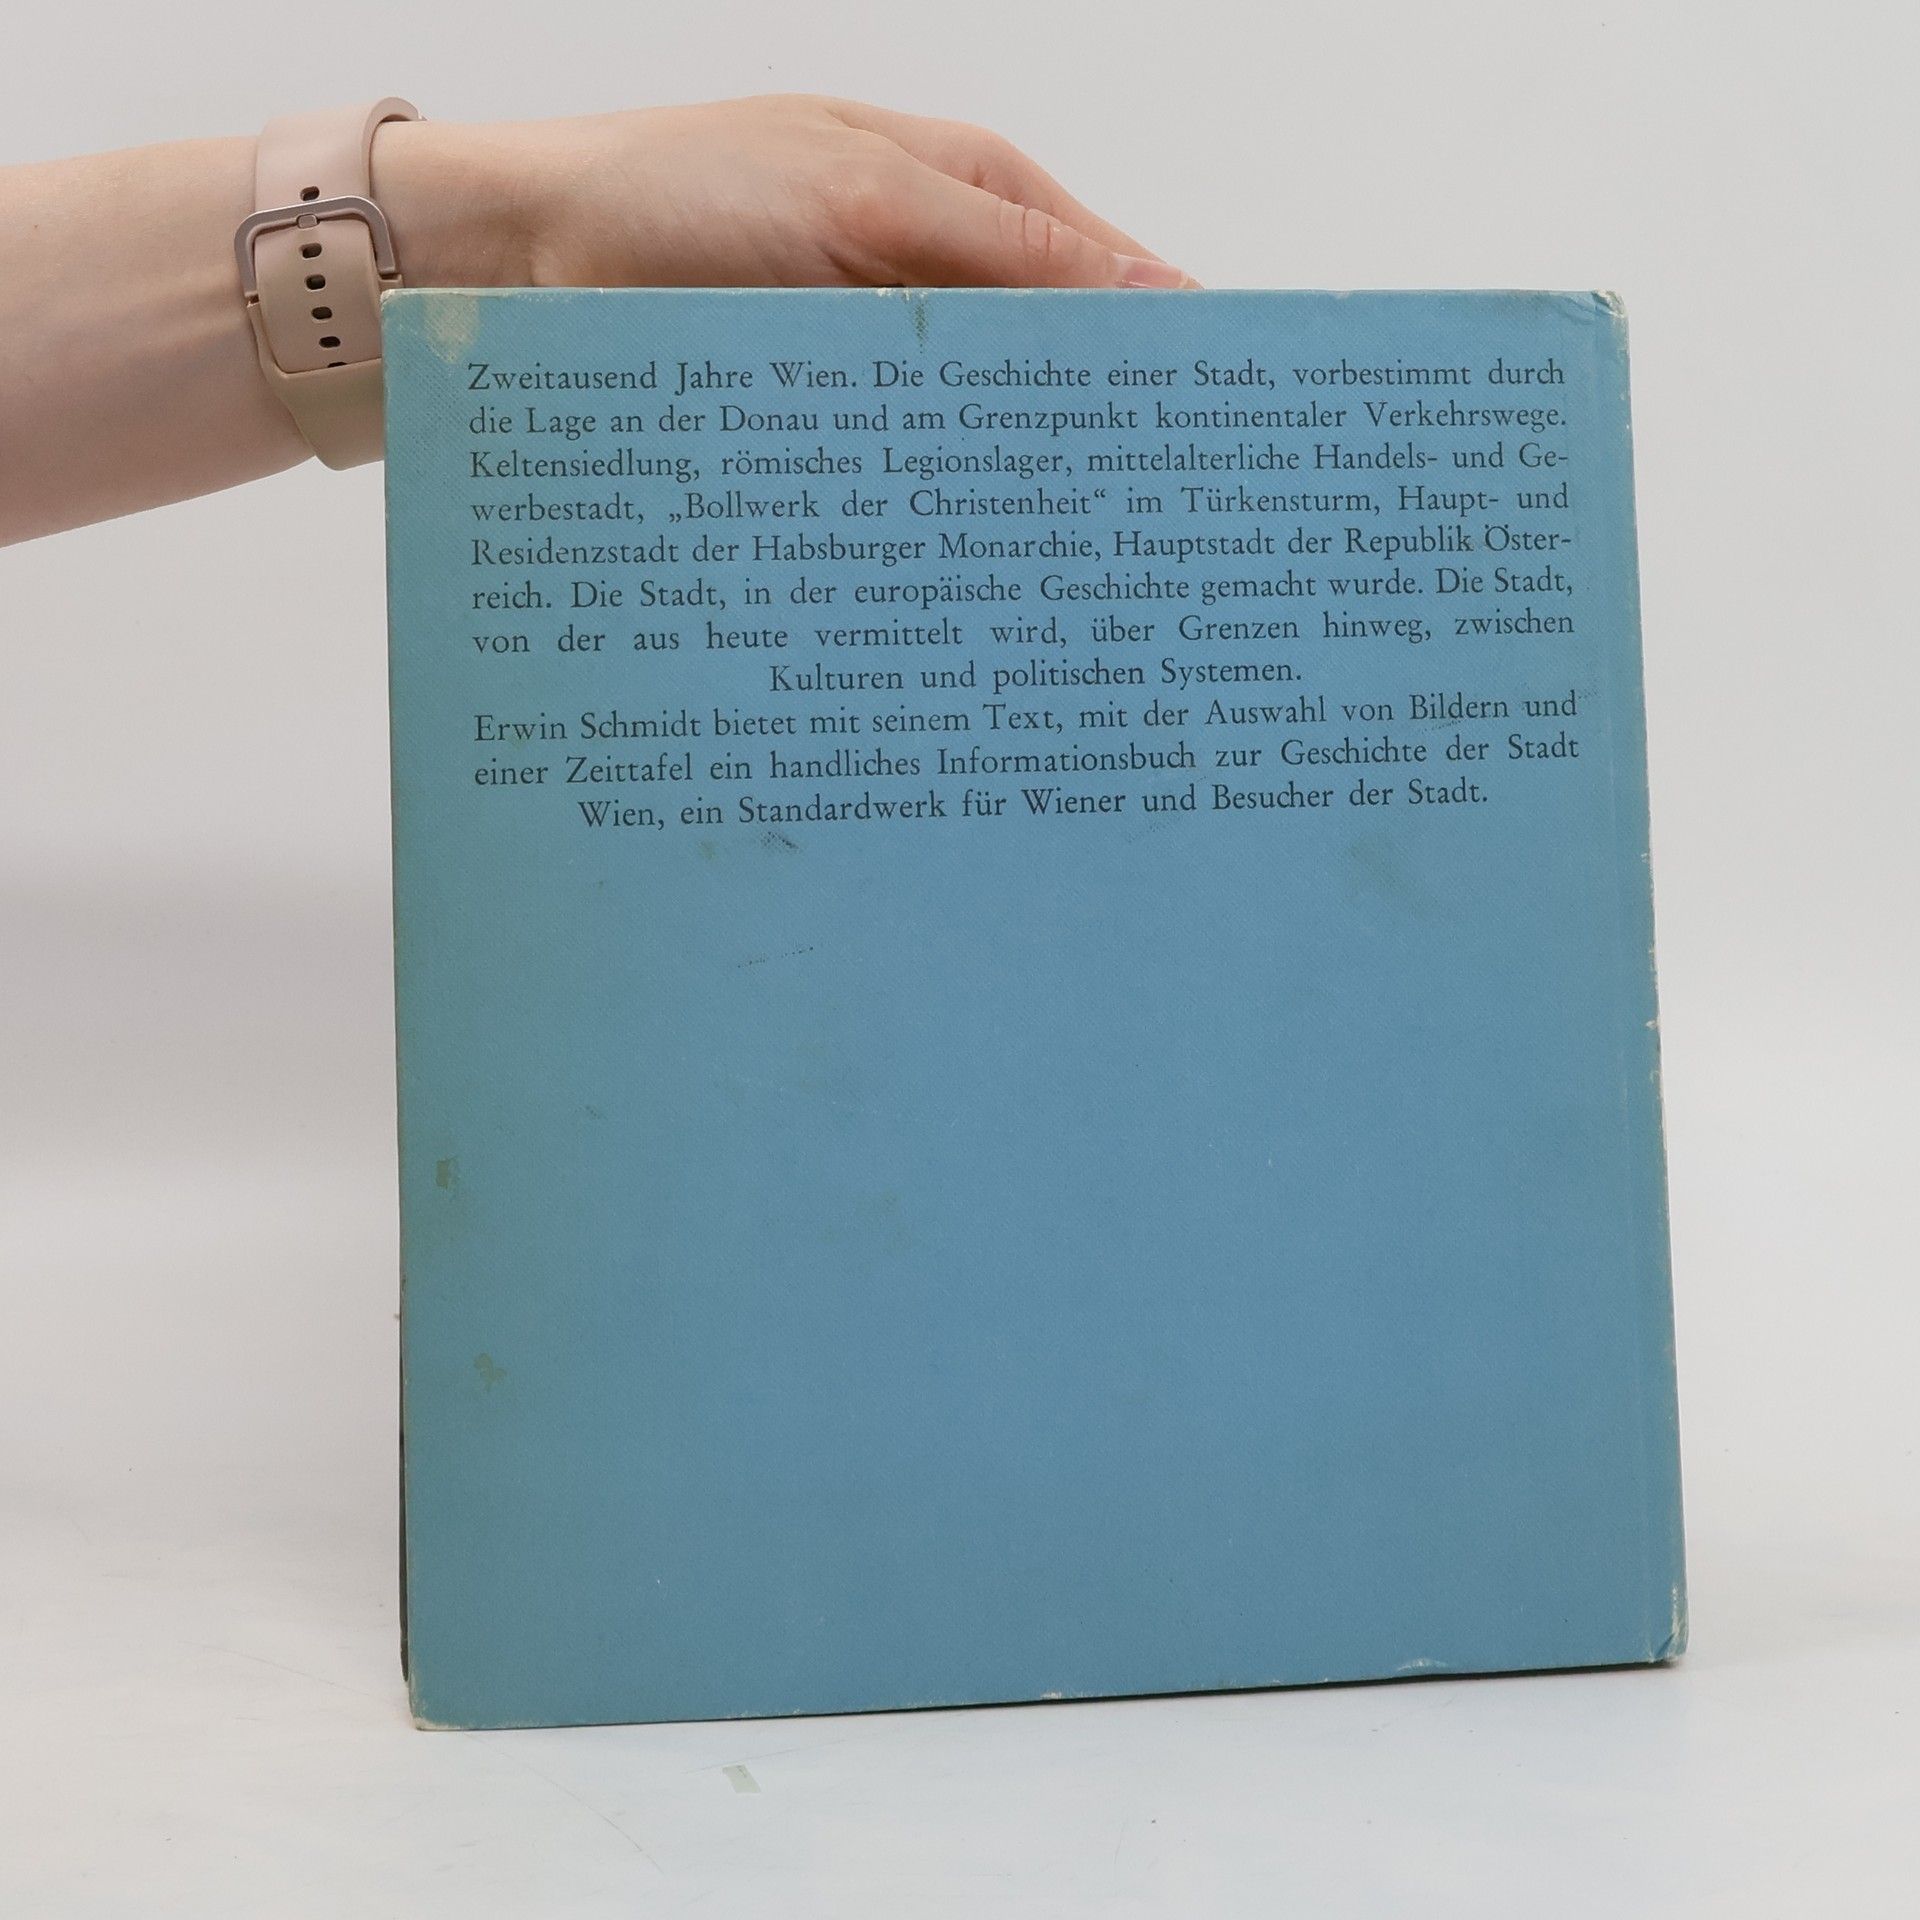 Zweitausend Jahre Wien. Die Geschichte einer Stadt, vorbestimmt durch
die Lage an der Donau und am Grenzpunkt kontinentaler Verkehrswege.
Keltensiedlung, römisches Legionslager, mittelalterliche Handels- und Ge-
werbestadt, „Bollwerk der Christenheit“ im Türkensturm, Haupt- und
Residenzstadt der Habsburger Monarchie, Hauptstadt der Republik Öster-
reich. Die Stadt, in der europäische Geschichte gemacht wurde. Die Stadt,
von der aus heute vermittelt wird, über Grenzen hinweg, zwischen
Kulturen und politischen Systemen.
Erwin Schmidt bietet mit seinem Text, mit der Auswahl von Bildern und
einer Zeittafel ein handliches Informationsbuch zur Geschichte der Stadt
Wien, ein Standardwerk für Wiener und Besucher der Stadt.